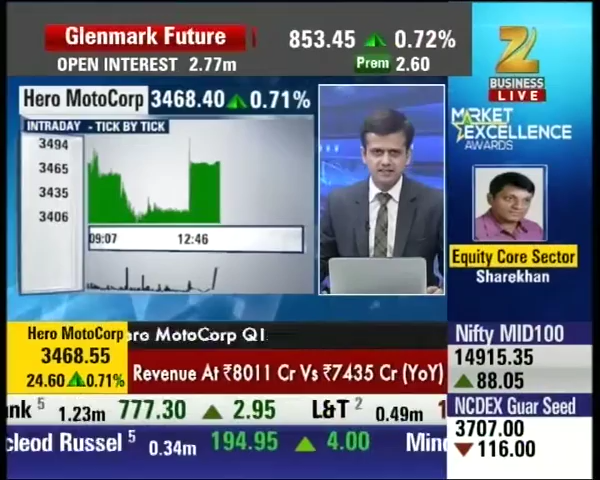 Glenmark Future
853.45 0.72%
OPEN INTEREST 2.77m
Prem 2.60
Z
BUSINESS
LIVE
Hero MotoCorp 3468.40 0.71%
INTRADAY - TICK BY TICK
3494
3465
3435
3406
09:07 12:46
MARKET
EXCELLENCE
AWARDS
Equity Core Sector
Sharekhan
Hero MotoCorp
3468.55
24.60 0.71%
ero MotoCorp Q1
Revenue At ₹8011 Cr Vs ₹7435 Cr (YoY)
Nifty MID100
14915.35
88.05
nk 5 1.23m 777.30 2.95 L&T 2 0.49m 1
cleod Russel 5 0.34m 194.95 4.00 Min
NCDEX Guar Seed
3707.00
116.00